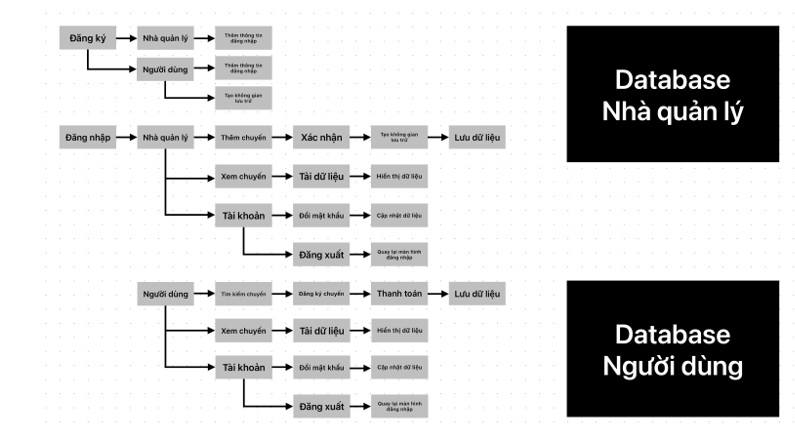 Đăng ký
Nhà quản lý
Thêm thông tin
đăng nhập
Người dùng
Thêm thông tin
đăng nhập
Tạo không gian
lưu trữ
Đăng nhập
Nhà quản lý
Thêm chuyến
Xác nhận
Tạo không gian
lưu trữ
Lưu dữ liệu
Xem chuyến
Tải dữ liệu
Hiển thị dữ liệu
Tài khoản
Đổi mật khẩu
Cập nhật dữ liệu
Đăng xuất
Quay lại màn hình
đăng nhập
Người dùng
Tìm kiếm chuyến
Đăng ký chuyến
Thanh toán
Lưu dữ liệu
Xem chuyến
Tải dữ liệu
Hiển thị dữ liệu
Tài khoản
Đổi mật khẩu
Cập nhật dữ liệu
Đăng xuất
Quay lại màn hình
đăng nhập
Database
Nhà quản lý
Database
Người dùng